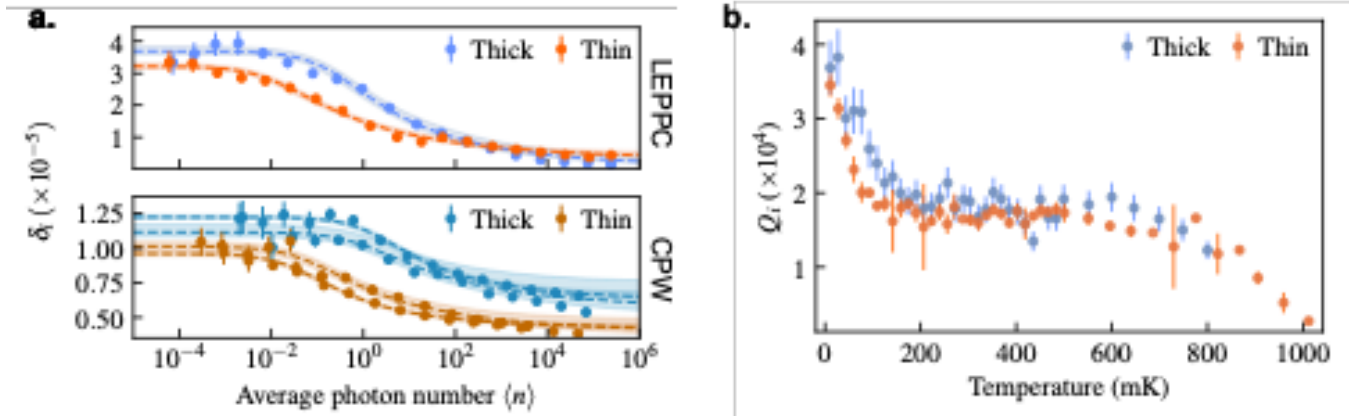 a.
Thick Thin
4
3
2
1
LEPPC
δᵢ (×10⁻⁵)
Thick Thin
1.25
1.00
0.75
0.50
CPW
10⁻⁴ 10⁻² 10⁰ 10² 10⁴ 10⁶
Average photon number ⟨n⟩
b.
Thick Thin
4
3
2
1
Qᵢ (×10⁴)
0 200 400 600 800 1000
Temperature (mK)